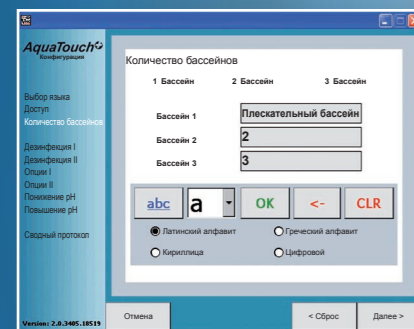 AquaTouch
Конфигурация
Выбор языка
Доступ
Количество бассейнов
Дезинфекция I
Дезинфекция II
Опции I
Опции II
Понижение pH
Повышение pH
Сводный протокол
Version: 2.0.3405.18519
Количество бассейнов
1 Бассейн 2 Бассейн 3 Бассейн
Бассейн 1 Плескательный бассейн
Бассейн 2 2
Бассейн 3 3
abc a OK <- CLR
Латинский алфавит Греческий алфавит
Кириллица Цифровой
Отмена < Сброс Далее >